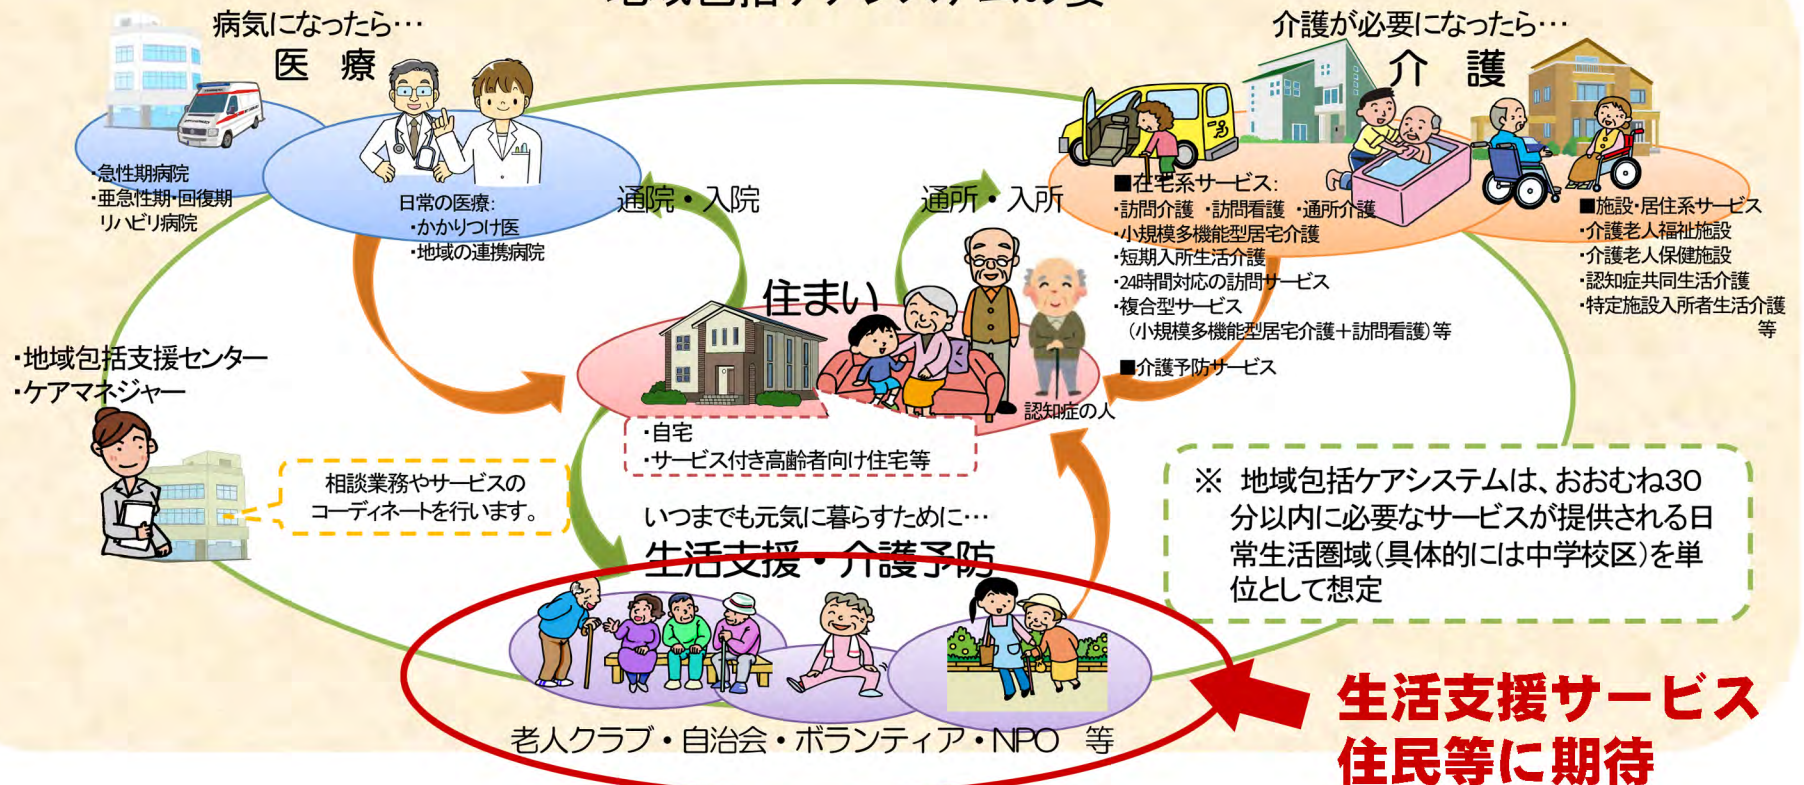 病気になったら…
医 療
・急性期病院
・亜急性期・回復期
リハビリ病院
日常の医療:
・かかりつけ医
・地域の連携病院
通院・入院
通所・入所
介護が必要になったら…
介 護
■在宅系サービス:
・訪問介護 ・訪問看護 ・通所介護
・小規模多機能型居宅介護
・短期入所生活介護
・24時間対応の訪問サービス
・複合型サービス
(小規模多機能型居宅介護+訪問看護)等
■介護予防サービス
■施設・居住系サービス
・介護老人福祉施設
・介護老人保健施設
・認知症共同生活介護
・特定施設入所者生活介護
等
住まい
認知症の人
・自宅
・サービス付き高齢者向け住宅等
・地域包括支援センター
・ケアマネジャー
相談業務やサービスの
コーディネートを行います。
いつまでも元気に暮らすために…
生活支援・介護予防
老人クラブ・自治会・ボランティア・NPO 等
※ 地域包括ケアシステムは、おおむね30
分以内に必要なサービスが提供される日
常生活圏域(具体的には中学校区)を単
位として想定
生活支援サービス
住民等に期待